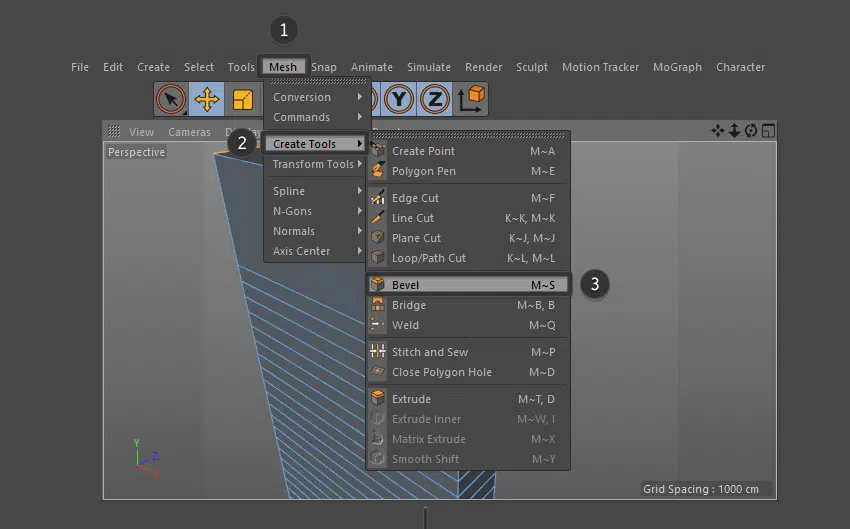 1
File Edit Create Select Tools Mesh Snap Animate Simulate Render Sculpt Motion Tracker MoGraph Character
Y Z
View Cameras
Perspective
2
Conversion
Commands
Create Tools
Transform Tools
Spline
N-Gons
Normals
Axis Center
Create Point M~A
Polygon Pen M~E
Edge Cut M~F
Line Cut K~K, M~K
Plane Cut K~J, M~J
Loop/Path Cut K~L, M~L
Bevel M~S
3
Bridge M~B, B
Weld M~Q
Stitch and Sew M~P
Close Polygon Hole M~D
Extrude M~T, D
Extrude Inner M~W, I
Matrix Extrude M~X
Smooth Shift M~Y
Y
Z
X
Grid Spacing : 1000 cm